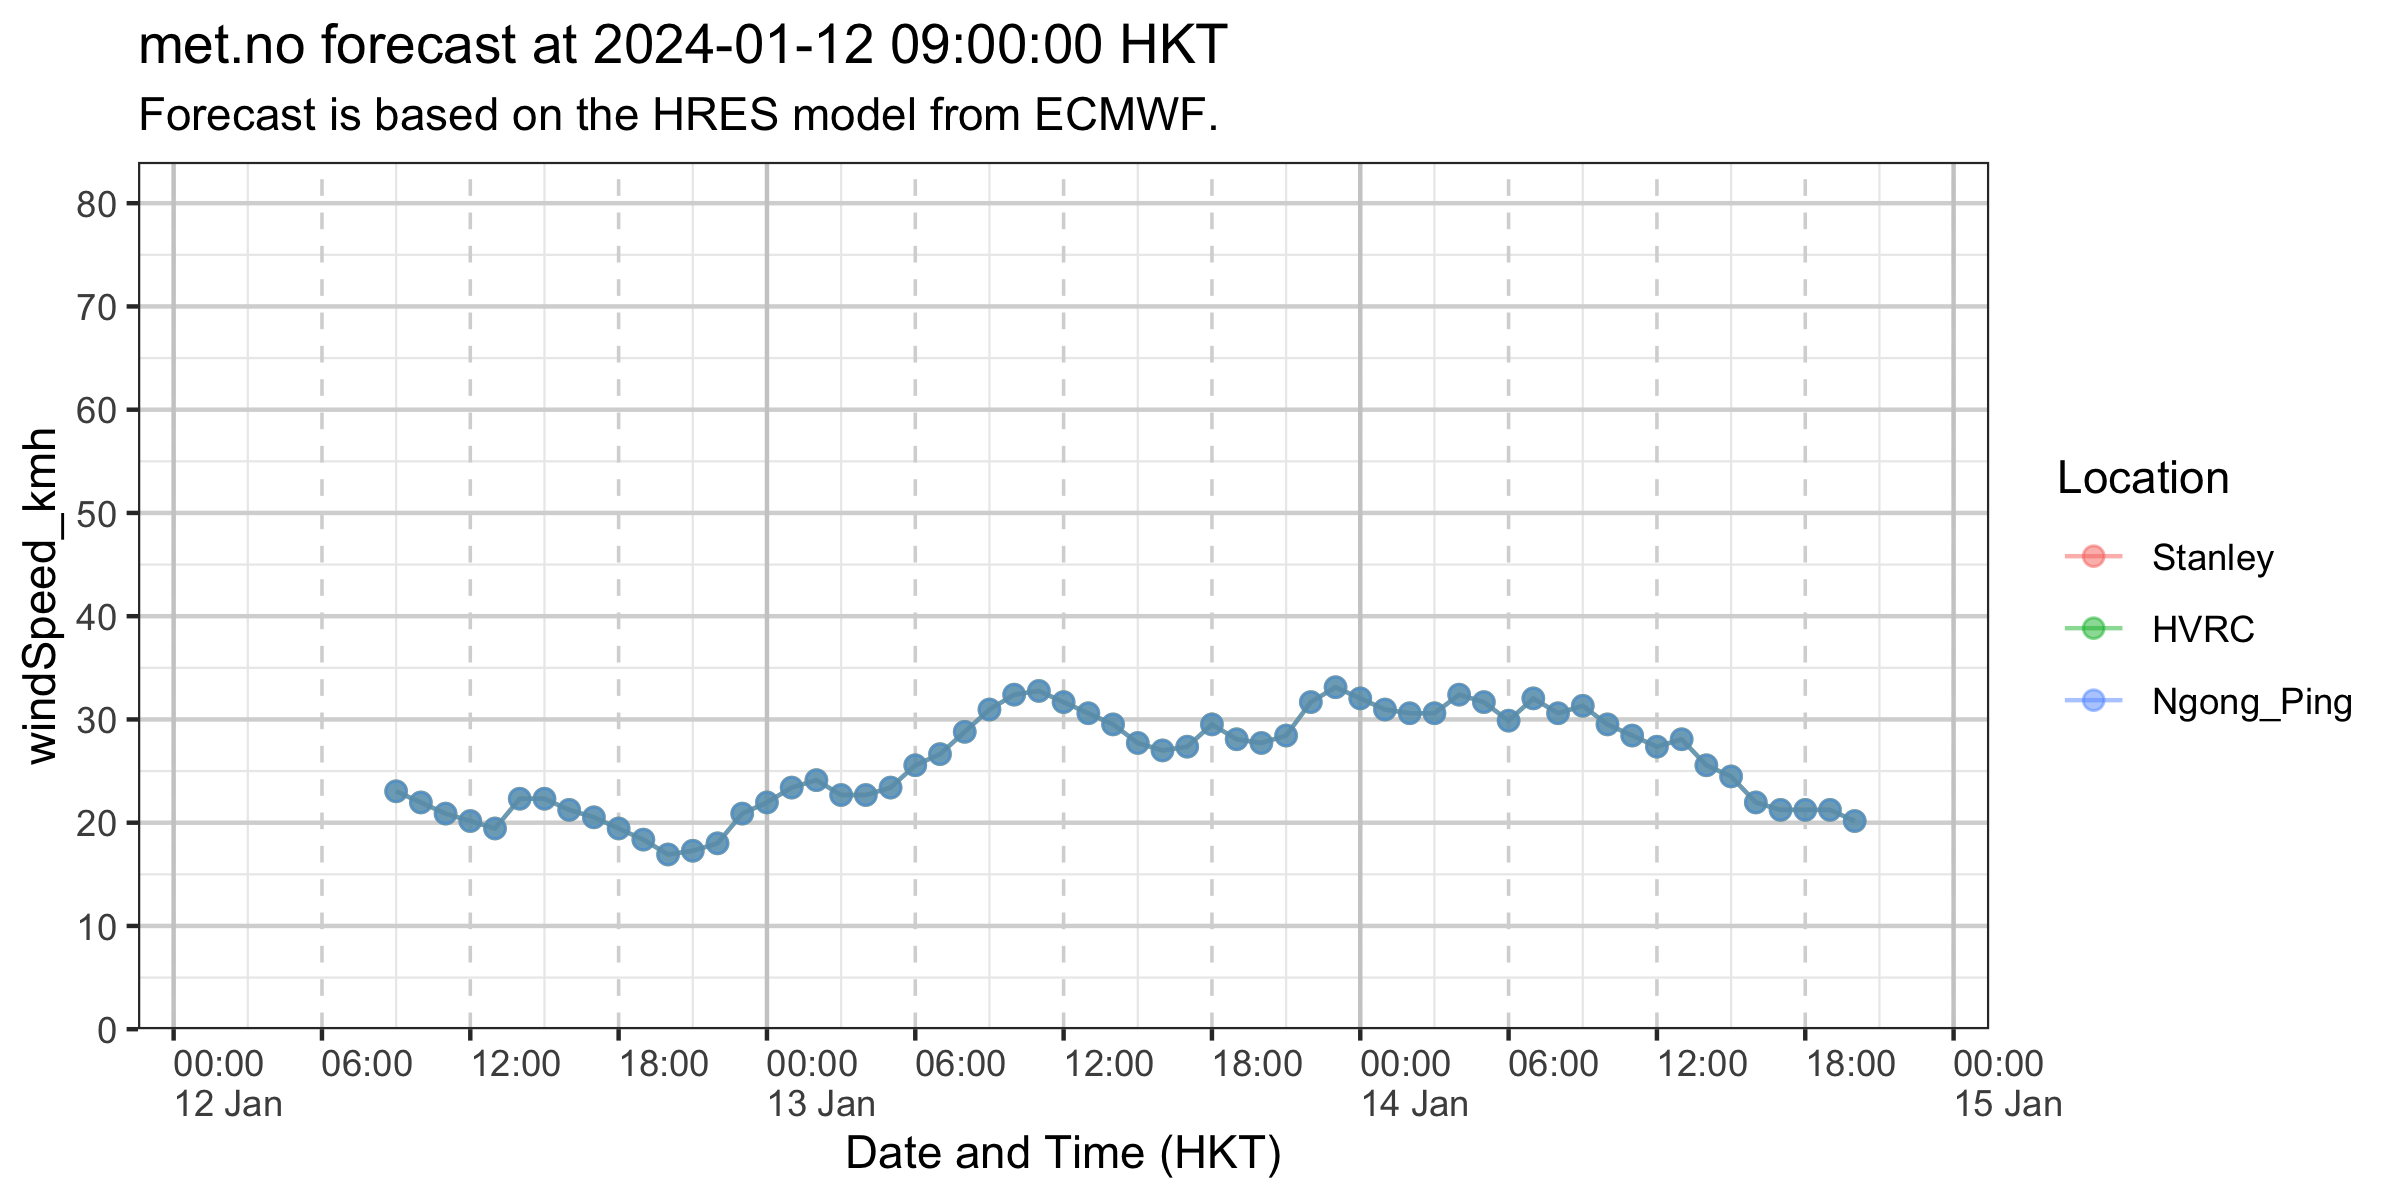 met.no forecast at 2024-01-12 09:00:00 HKT
Forecast is based on the HRES model from ECMWF.
windSpeed_kmh
80
70
60
50
40
30
20
10
0
00:00 06:00 12:00 18:00 00:00 06:00 12:00 18:00 00:00 06:00 12:00 18:00 00:00
12 Jan 13 Jan 14 Jan 15 Jan
Date and Time (HKT)
Location
Stanley
HVRC
Ngong_Ping